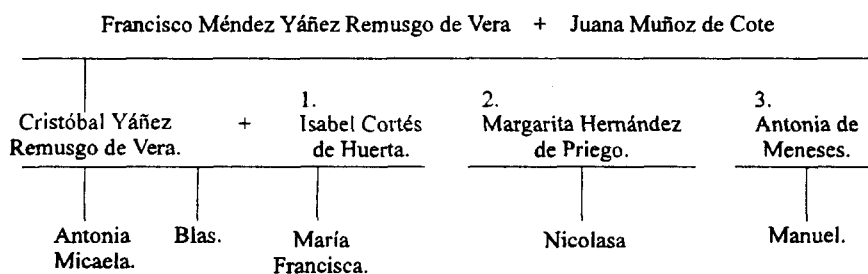 Francisco Méndez Yáñez Remusgo de Vera + Juana Muñoz de Cote
1. 2. 3.
Cristóbal Yáñez + Isabel Cortés Margarita Hernández Antonia de
Remusgo de Vera. de Huerta. de Priego. Meneses.
Antonia Blas. María Nicolasa Manuel.
Micaela. Francisca.